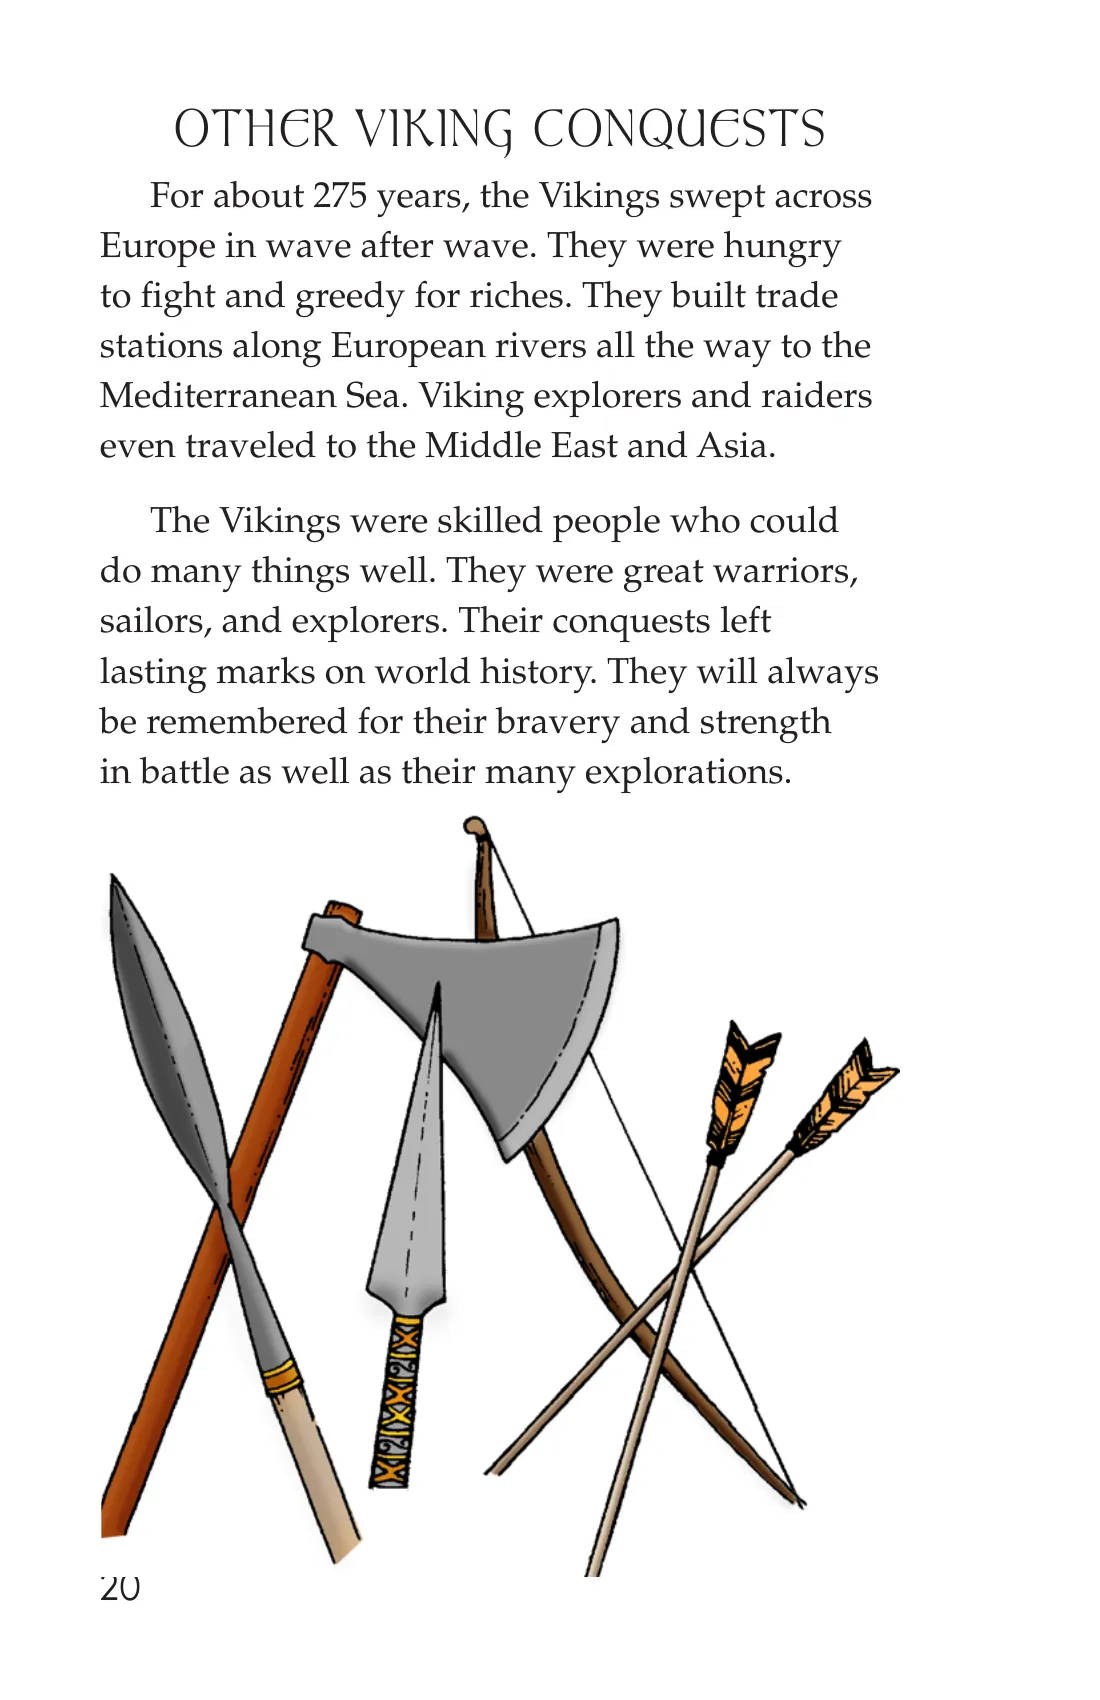 OTHER VIKING CONQUESTS
For about 275 years, the Vikings swept across
Europe in wave after wave. They were hungry
to fight and greedy for riches. They built trade
stations along European rivers all the way to the
Mediterranean Sea. Viking explorers and raiders
even traveled to the Middle East and Asia.
The Vikings were skilled people who could
do many things well. They were great warriors,
sailors, and explorers. Their conquests left
lasting marks on world history. They will always
be remembered for their bravery and strength
in battle as well as their many explorations.
20